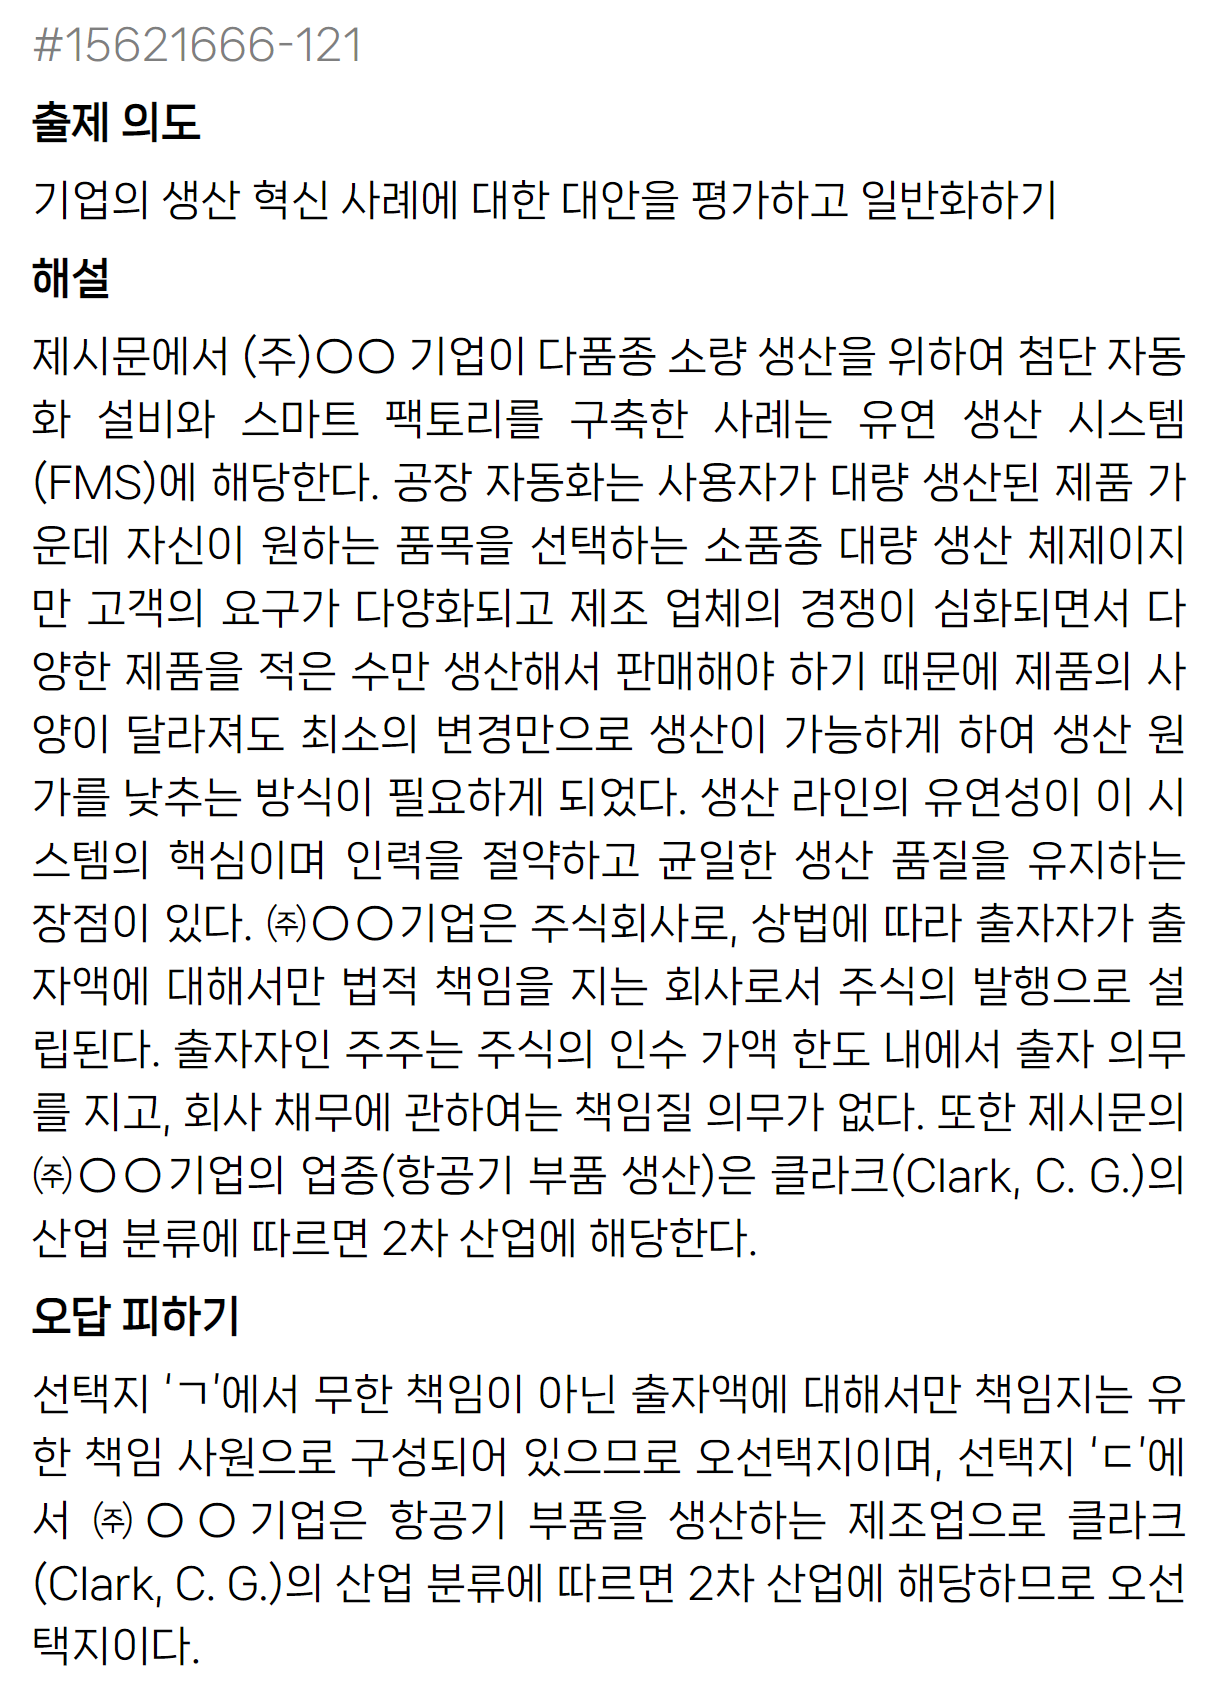 #15621666-121
출제 의도
기업의 생산 혁신 사례에 대한 대안을 평가하고 일반화하기
해설
제시문에서 (주)○○ 기업이 다품종 소량 생산을 위하여 첨단 자동
화 설비와 스마트 팩토리를 구축한 사례는 유연 생산 시스템
(FMS)에 해당한다. 공장 자동화는 사용자가 대량 생산된 제품 가
운데 자신이 원하는 품목을 선택하는 소품종 대량 생산 체제이지
만 고객의 요구가 다양화되고 제조 업체의 경쟁이 심화되면서 다
양한 제품을 적은 수만 생산해서 판매해야 하기 때문에 제품의 사
양이 달라져도 최소의 변경만으로 생산이 가능하게 하여 생산 원
가를 낮추는 방식이 필요하게 되었다. 생산 라인의 유연성이 이 시
스템의 핵심이며 인력을 절약하고 균일한 생산 품질을 유지하는
장점이 있다. ㈜○○기업은 주식회사로, 상법에 따라 출자자가 출
자액에 대해서만 법적 책임을 지는 회사로서 주식의 발행으로 설
립된다. 출자자인 주주는 주식의 인수 가액 한도 내에서 출자 의무
를 지고, 회사 채무에 관하여는 책임질 의무가 없다. 또한 제시문의
㈜○○기업의 업종(항공기 부품 생산)은 클라크(Clark, C. G.)의
산업 분류에 따르면 2차 산업에 해당한다.
오답 피하기
선택지 ‘ㄱ’에서 무한 책임이 아닌 출자액에 대해서만 책임지는 유
한 책임 사원으로 구성되어 있으므로 오선택지이며, 선택지 ‘ㄷ’에
서 ㈜○○기업은 항공기 부품을 생산하는 제조업으로 클라크
(Clark, C. G.)의 산업 분류에 따르면 2차 산업에 해당하므로 오선
택지이다.